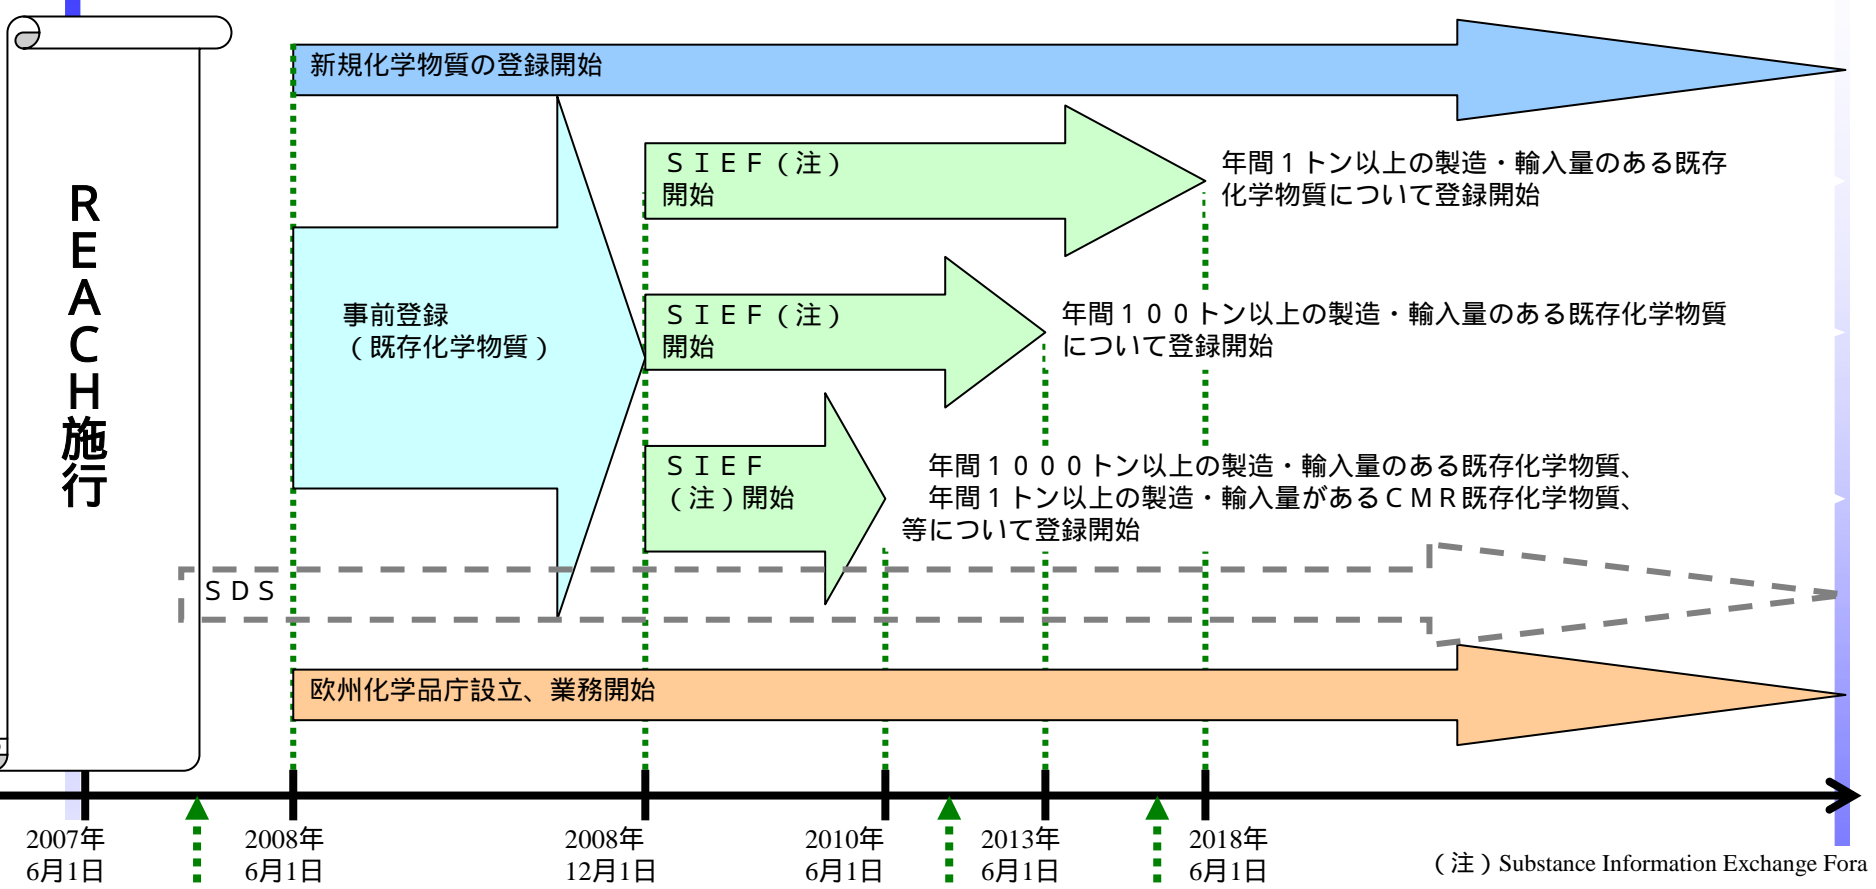 新規化学物質の登録開始
REACH施行
SIEF(注)
開始
年間1トン以上の製造・輸入量のある既存
化学物質について登録開始
事前登録
(既存化学物質)
SIEF(注)
開始
年間100トン以上の製造・輸入量のある既存化学物質
について登録開始
SIEF
(注)開始
年間1000トン以上の製造・輸入量のある既存化学物質、
年間1トン以上の製造・輸入量があるCMR既存化学物質、
等について登録開始
SDS
欧州化学品庁設立、業務開始
2007年
6月1日
2008年
6月1日
2008年
12月1日
2010年
6月1日
2013年
6月1日
2018年
6月1日
(注)Substance Information Exchange Fora